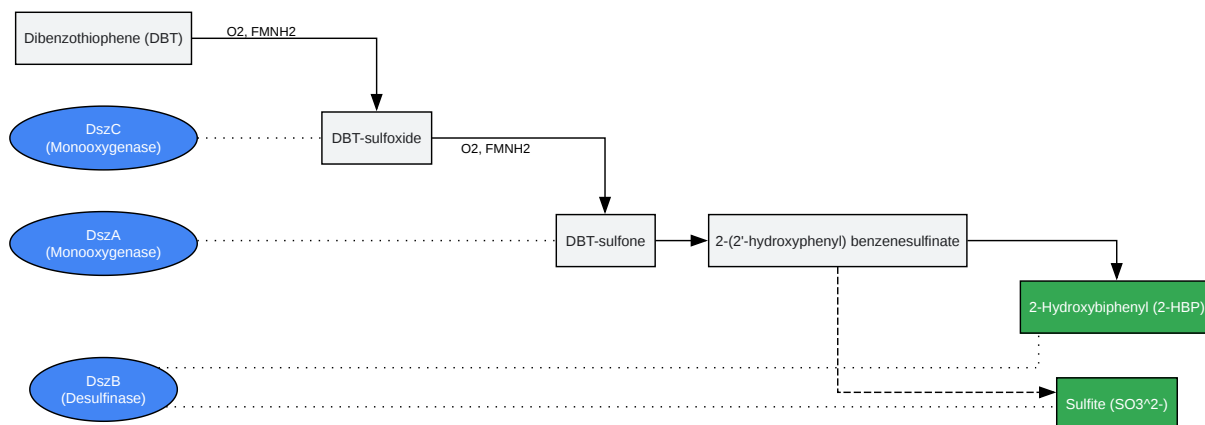 Dibenzothiophene (DBT)
O2, FMNH2
DszC
(Monooxygenase)
DBT-sulfoxide
O2, FMNH2
DszA
(Monooxygenase)
DBT-sulfone
2-(2'-hydroxyphenyl) benzenesulfinate
2-Hydroxybiphenyl (2-HBP)
DszB
(Desulfinase)
Sulfite (SO3^2-)